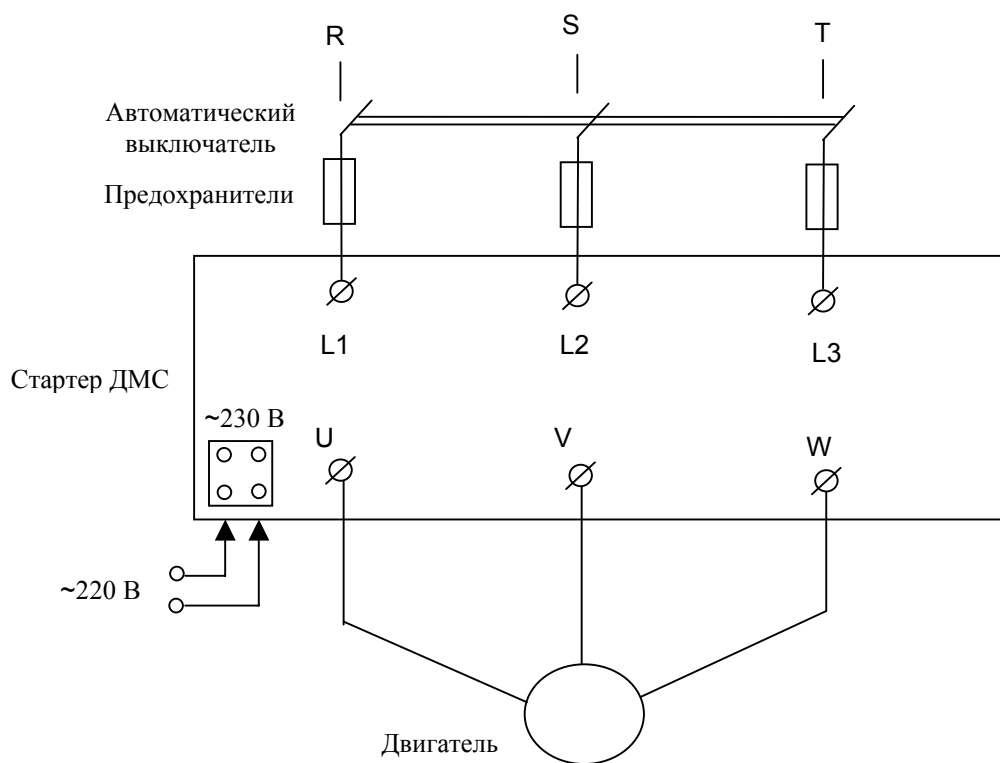 R
S
T
Автоматический
выключатель
Предохранители
L1
L2
L3
Стартер ДМС
~230 В
U
V
W
~220 В
Двигатель